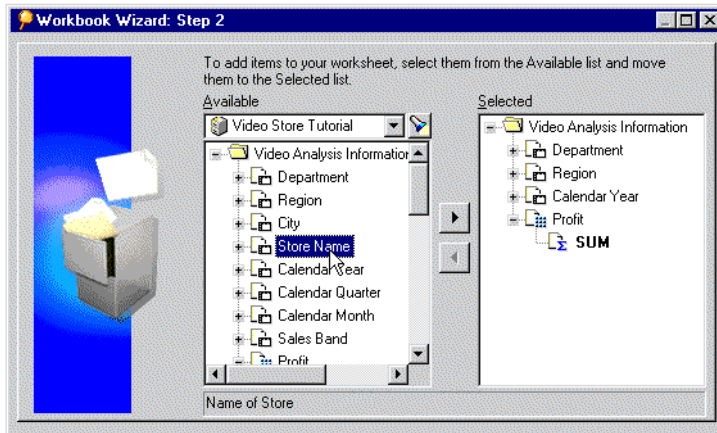 Workbook Wizard: Step 2
To add items to your worksheet, select them from the Available list and move
them to the Selected list.
Available
Selected
Video Store Tutorial
Video Analysis Information
Department
Region
City
Store Name
Calendar Year
Calendar Quarter
Calendar Month
Sales Band
Profit
Video Analysis Information
Department
Region
Calendar Year
Profit
SUM
Name of Store